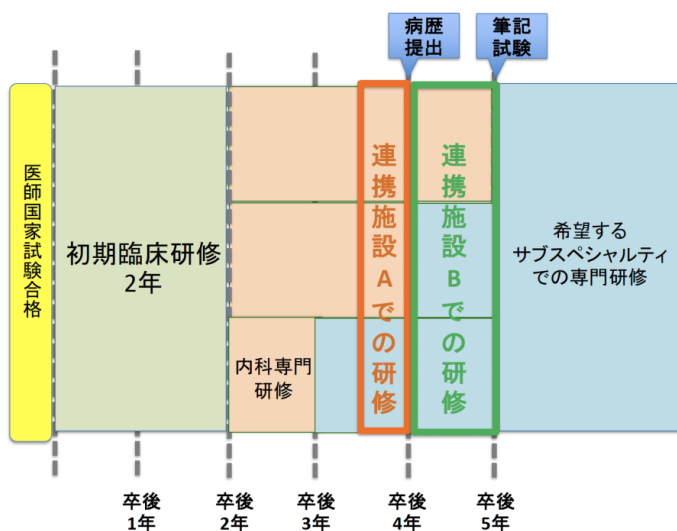 病歴
提出
筆記
試験
医師国家試験合格
初期臨床研修
2年
内科専門
研修
連携施設Aでの研修
連携施設Bでの研修
希望する
サブスペシャルティ
での専門研修
卒後
1年
卒後
2年
卒後
3年
卒後
4年
卒後
5年